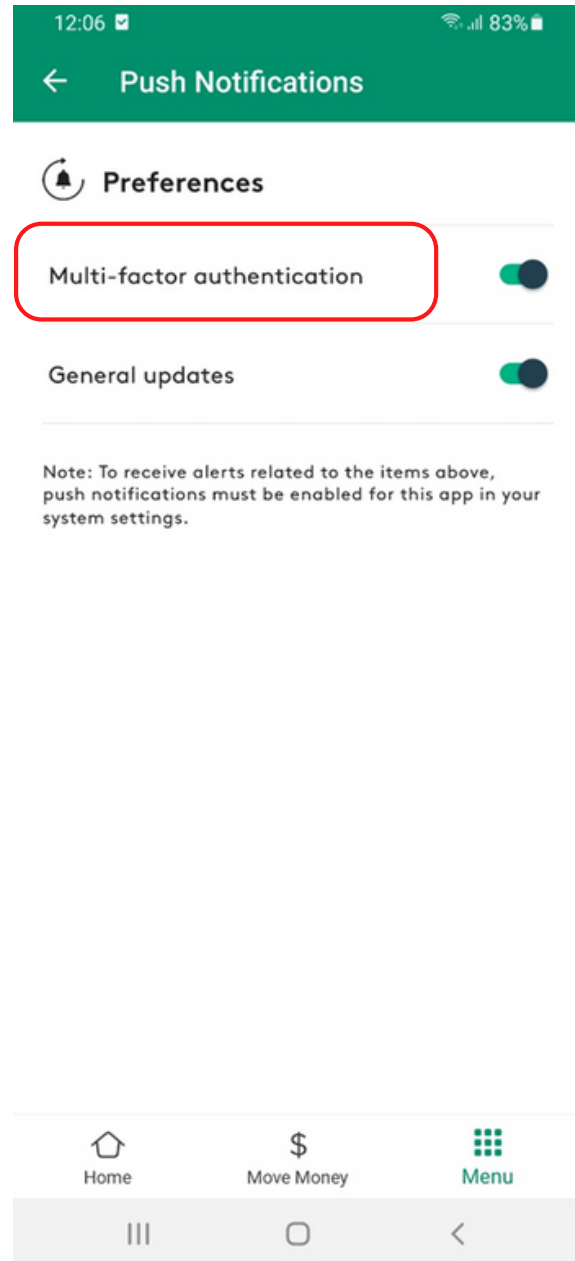 12:06 83%
Push Notifications
Preferences
Multi-factor authentication
General updates
Note: To receive alerts related to the items above,
push notifications must be enabled for this app in your
system settings.
$
Home Move Money Menu